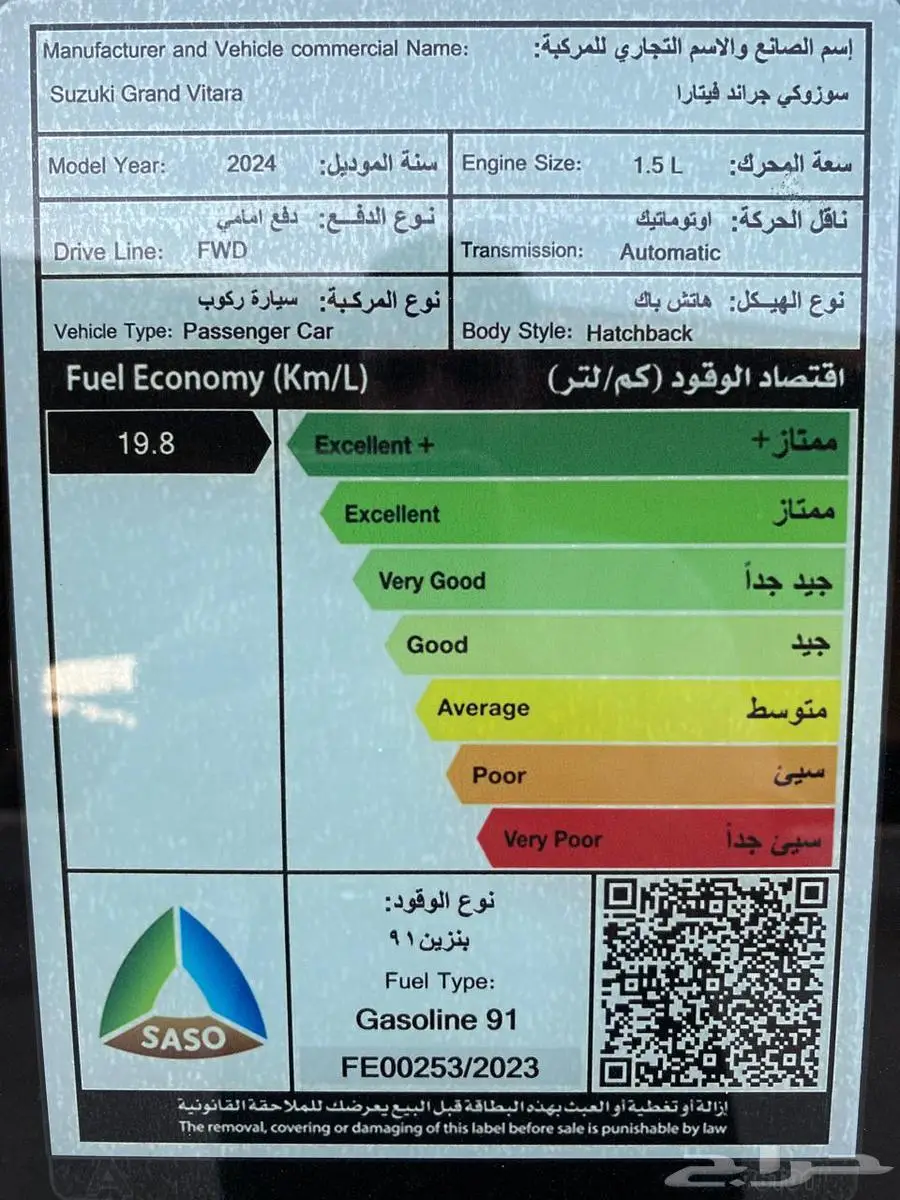 Manufacturer and Vehicle commercial Name: إسم الصانع والاسم التجاري للمركبة:
Suzuki Grand Vitara سوزوكي جراند فيتارا
Model Year: 2024 سنة الموديل:
Engine Size: 1.5 L سعة المحرك:
نوع الدفع: دفع امامي
Drive Line: FWD
ناقل الحركة: اوتوماتيك
Transmission: Automatic
نوع المركبة: سيارة ركوب
Vehicle Type: Passenger Car
نوع الهيكل: هاتش باك
Body Style: Hatchback
Fuel Economy (Km/L) اقتصاد الوقود (كم/لتر)
19.8
Excellent + ممتاز+
Excellent ممتاز
Very Good جيد جداً
Good جيد
Average متوسط
Poor سيئ
Very Poor سيئ جداً
SASO
نوع الوقود:
بنزين ٩١
Fuel Type:
Gasoline 91
FE00253/2023
إزالة أو تغطية أو العبث بهذه البطاقة قبل البيع يعرضك للملاحقة القانونية
The removal, covering or damaging of this label before sale is punishable by law
حراج